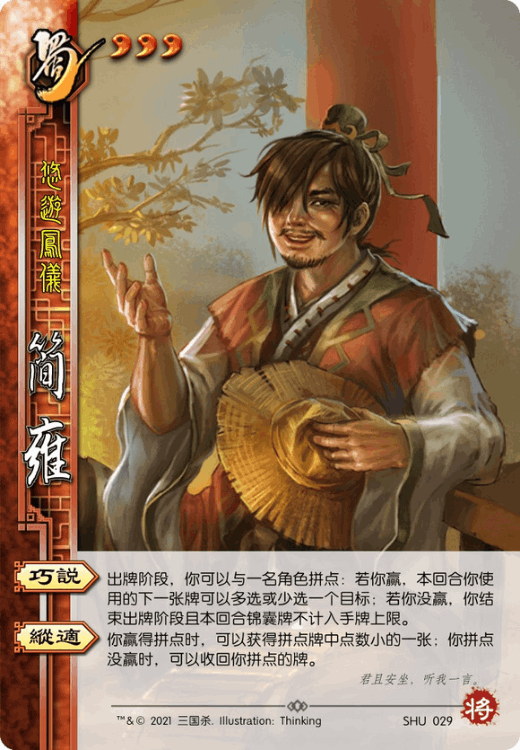 蜀
悠遊鳳儀
简雍
巧説
出牌阶段，你可以与一名角色拼点：若你赢，本回合你使
用的下一张牌可以多选或少选一个目标；若你没赢，你结
束出牌阶段且本回合锦囊牌不计入手牌上限。
縱適
你赢得拼点时，可以获得拼点牌中点数小的一张；你拼点
没赢时，可以收回你拼点的牌。
君且安坐，听我一言。
™&© 2021 三国杀. Illustration: Thinking
SHU 029
将